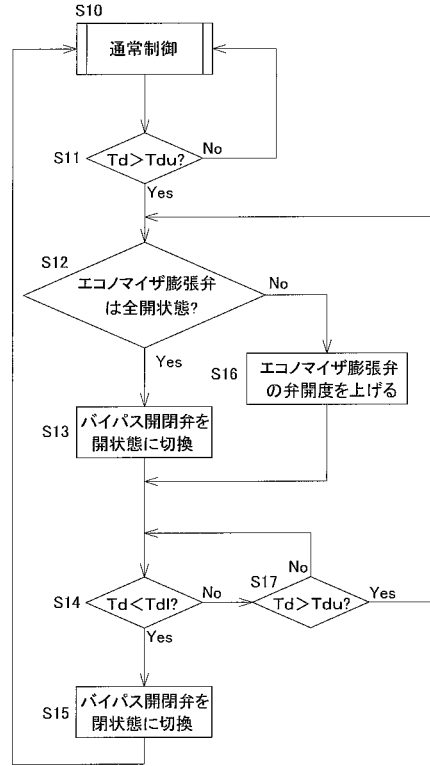 S10
通常制御
S11
Td>Tdu?
No
Yes
S12
エコノマイザ膨張弁
は全開状態?
No
Yes
S16
エコノマイザ膨張弁
の弁開度を上げる
S13
バイパス開閉弁を
開状態に切換
S14
Td<Tdl?
No
Yes
S17
Td>Tdu?
No
Yes
S15
バイパス開閉弁を
閉状態に切換